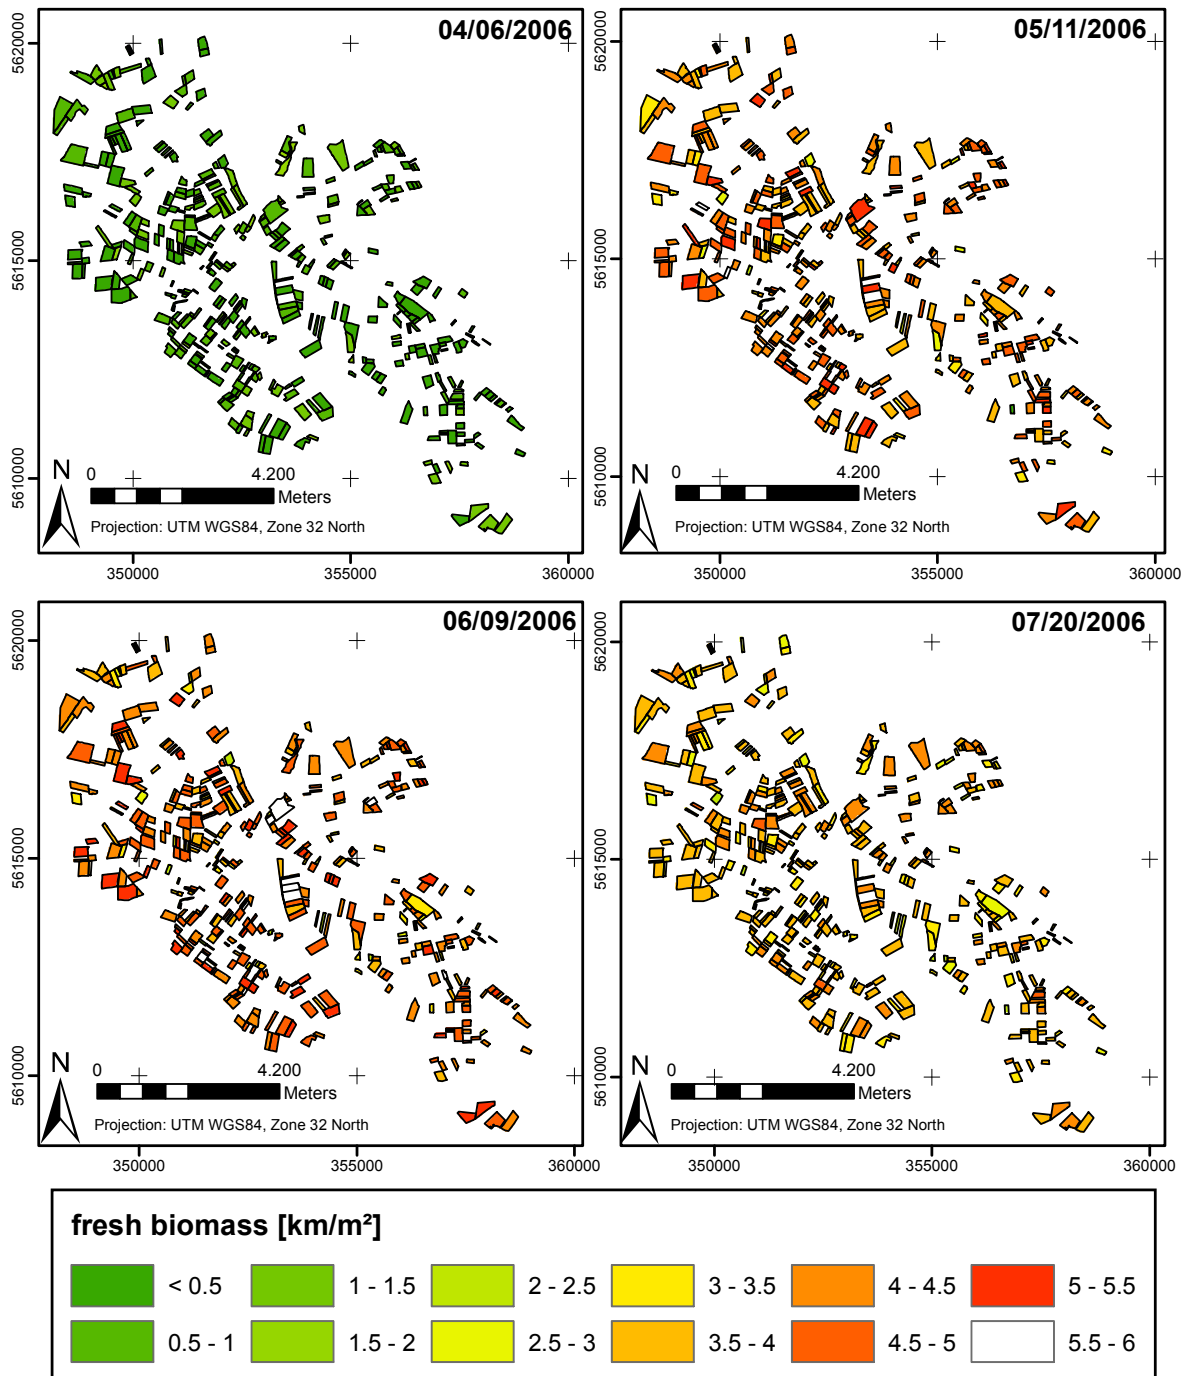 04/06/2006
5620000
5615000
5610000
N
0 4.200
Meters
Projection: UTM WGS84, Zone 32 North
350000 355000 360000
05/11/2006
5620000
5615000
5610000
N
0 4.200
Meters
Projection: UTM WGS84, Zone 32 North
350000 355000 360000
06/09/2006
5620000
5615000
5610000
N
0 4.200
Meters
Projection: UTM WGS84, Zone 32 North
350000 355000 360000
07/20/2006
5620000
5615000
5610000
N
0 4.200
Meters
Projection: UTM WGS84, Zone 32 North
350000 355000 360000
fresh biomass [km/m²]
< 0.5 1 - 1.5 2 - 2.5 3 - 3.5 4 - 4.5 5 - 5.5
0.5 - 1 1.5 - 2 2.5 - 3 3.5 - 4 4.5 - 5 5.5 - 6